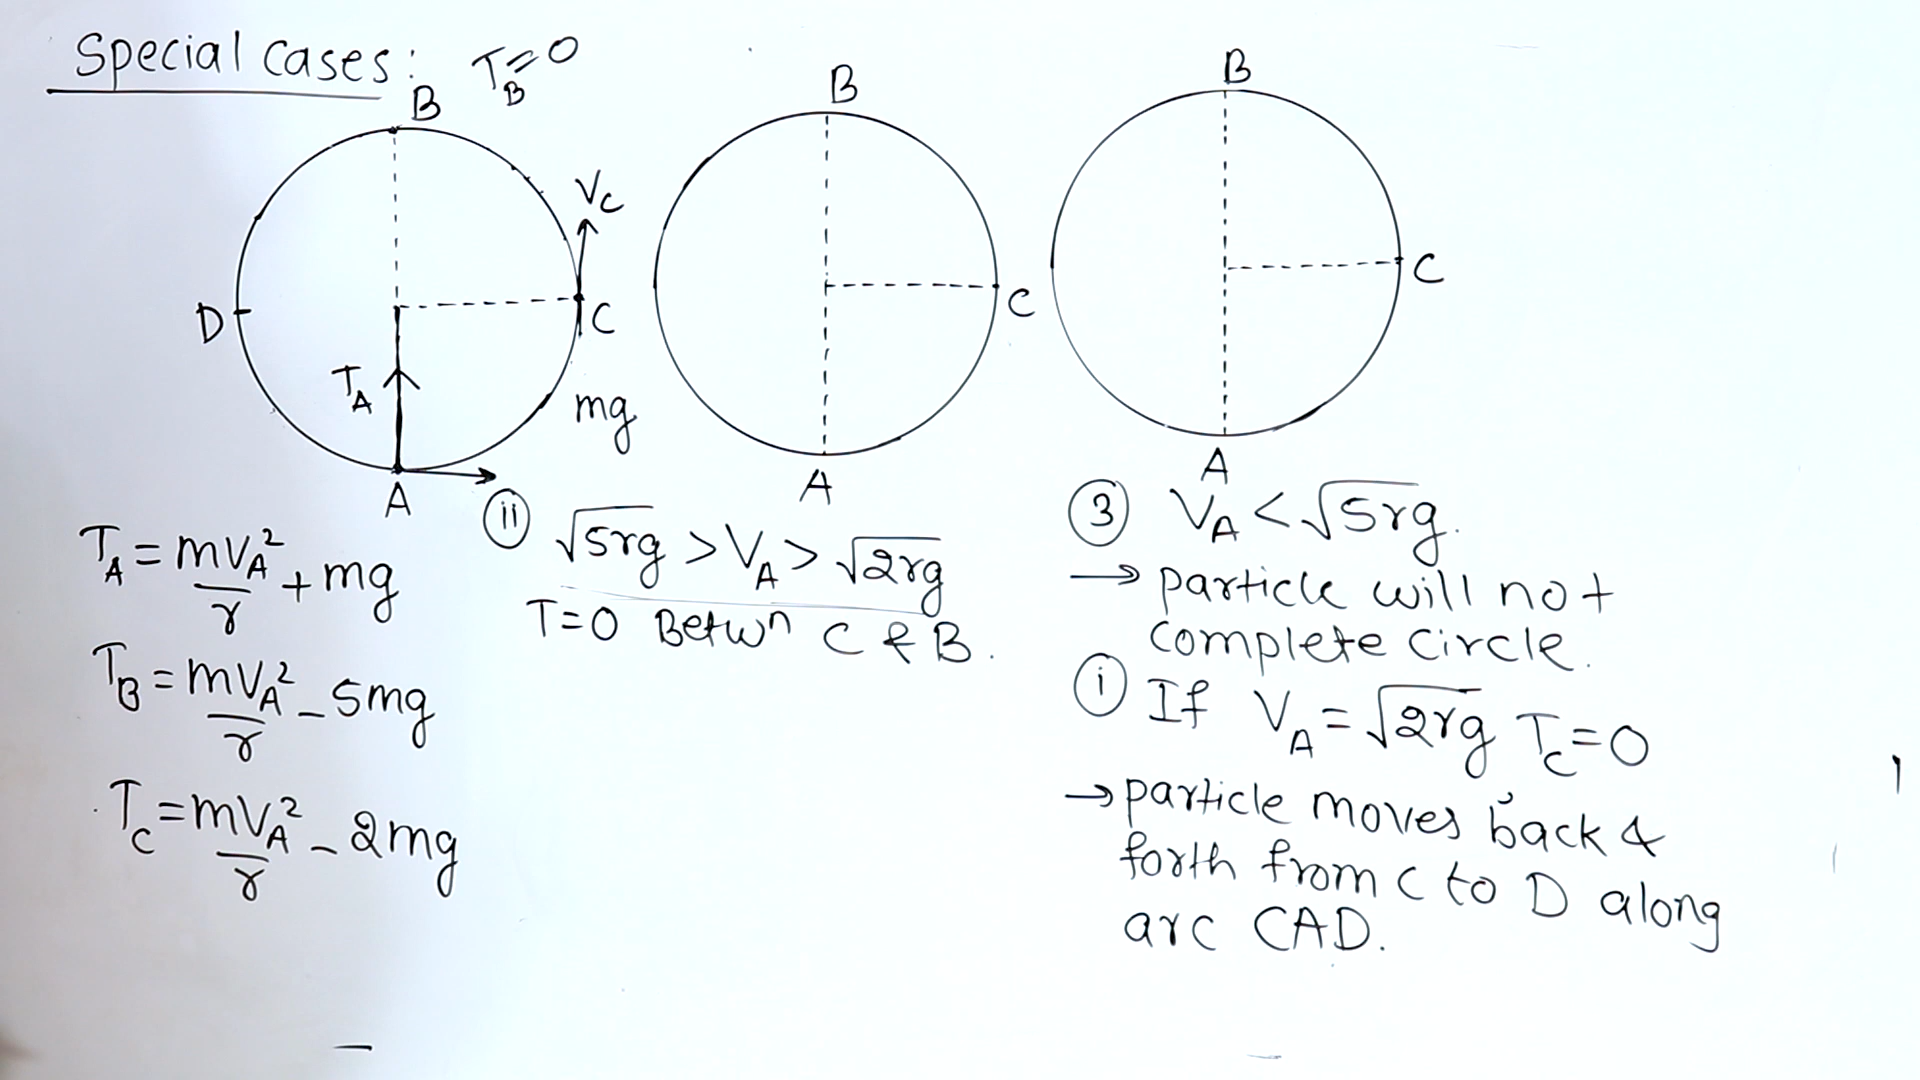 Special cases:
T_B = 0
B
V_C
D
C
T_A
mg
A
B
C
A
B
C
A
T_A = mV_A²/r + mg
T_B = mV_A²/r - 5mg
T_C = mV_A²/r - 2mg
(ii) √5rg > V_A > √2rg
T=0 Betwⁿ C & B.
(3) V_A < √5rg.
→ particle will not
complete circle.
(i) If V_A = √2rg T_C = 0
→ particle moves back &
forth from C to D along
arc CAD.